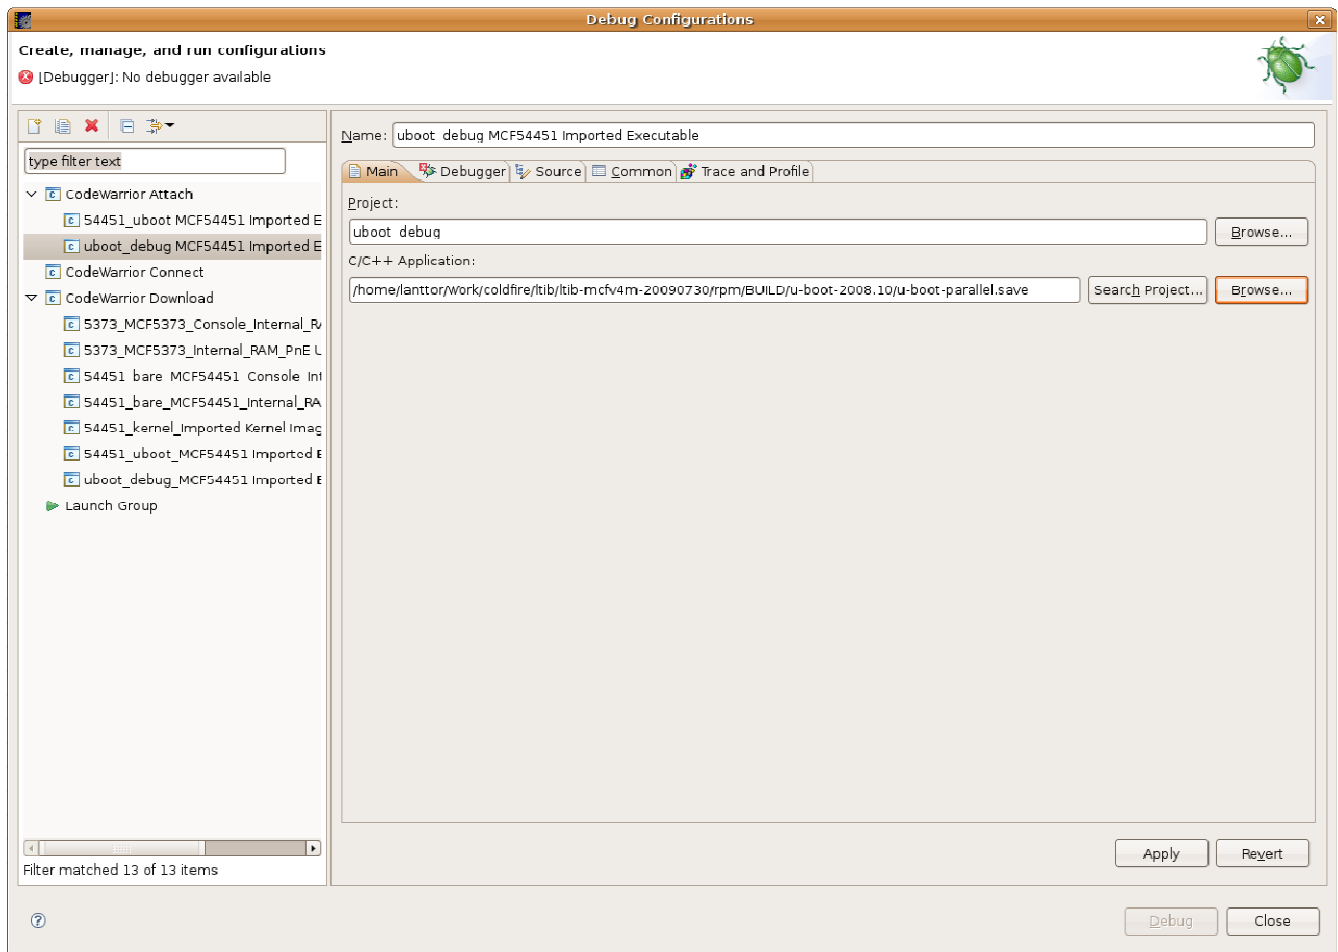 Debug Configurations
Create, manage, and run configurations
[Debugger]: No debugger available
type filter text
CodeWarrior Attach
54451_uboot MCF54451 Imported E
uboot_debug MCF54451 Imported E
CodeWarrior Connect
CodeWarrior Download
5373_MCF5373_Console_Internal_RA
5373_MCF5373_Internal_RAM_PnE U
54451_bare_MCF54451_Console_Int
54451_bare_MCF54451_Internal_RA
54451_kernel_Imported Kernel Imag
54451_uboot_MCF54451 Imported E
uboot_debug_MCF54451 Imported E
Launch Group
Filter matched 13 of 13 items
Name: uboot_debug MCF54451 Imported Executable
Main Debugger Source Common Trace and Profile
Project:
uboot_debug Browse...
C/C++ Application:
/home/lanttor/Work/coldfire/ltib/ltib-mcfv4m-20090730/rpm/BUILD/u-boot-2008.10/u-boot-parallel.save Search Project... Browse...
Apply Revert
? Debug Close